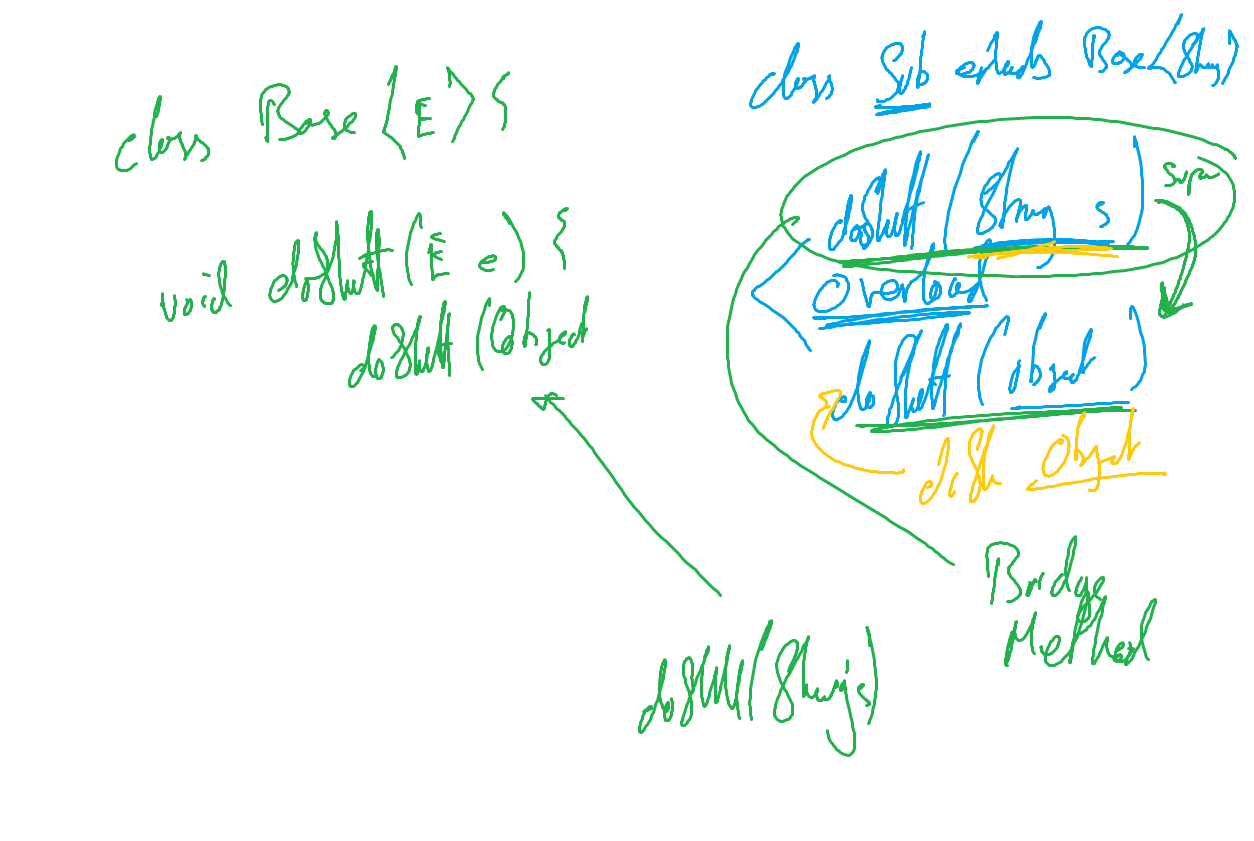 class Base<E> {
void doStuff(E e) {
doStuff(Object
class Sub extends Base<String>
doStuff(String s)
super
Overload
doStuff(object)
Object
Bridge
Method
doStuff(String s)